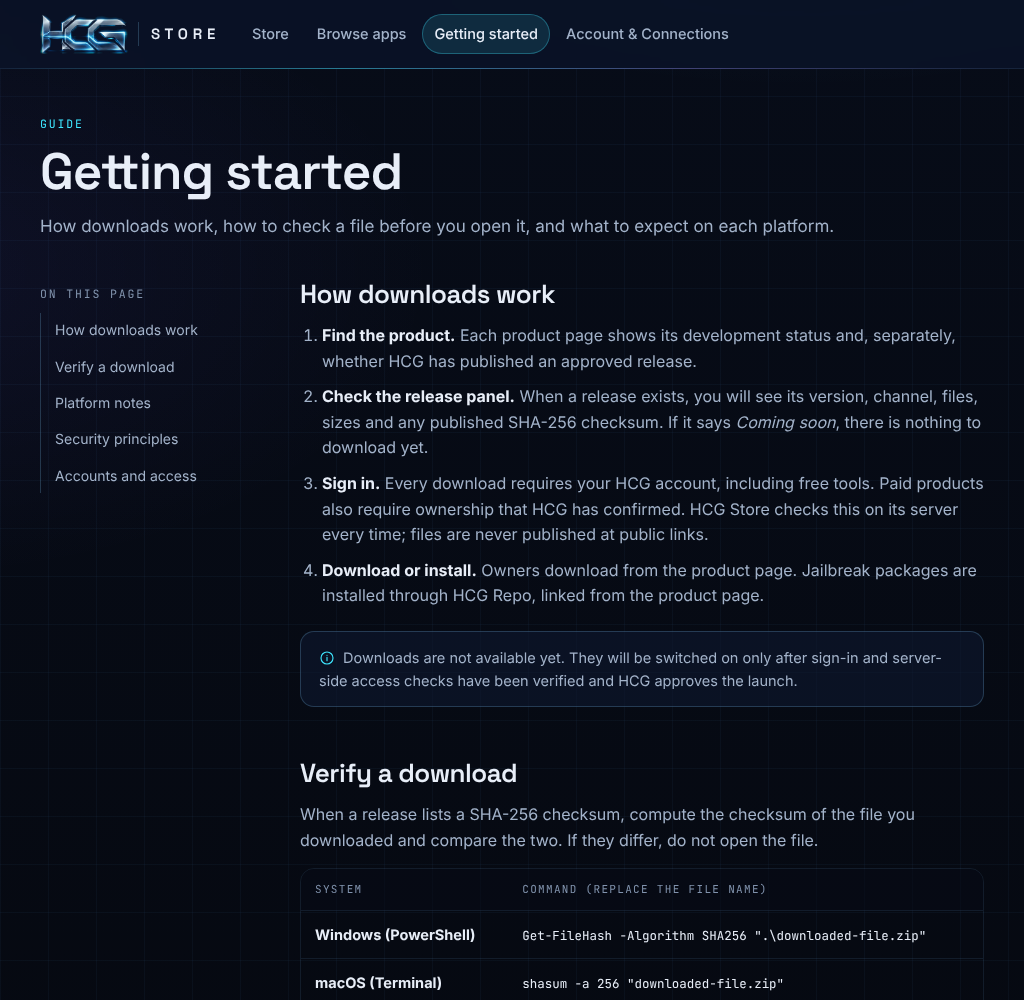 HCG STORE Store Browse apps Getting started Account & Connections
GUIDE
Getting started
How downloads work, how to check a file before you open it, and what to expect on each platform.
ON THIS PAGE
How downloads work
Verify a download
Platform notes
Security principles
Accounts and access
How downloads work
1. Find the product. Each product page shows its development status and, separately,
whether HCG has published an approved release.
2. Check the release panel. When a release exists, you will see its version, channel, files,
sizes and any published SHA-256 checksum. If it says Coming soon, there is nothing to
download yet.
3. Sign in. Every download requires your HCG account, including free tools. Paid products
also require ownership that HCG has confirmed. HCG Store checks this on its server
every time; files are never published at public links.
4. Download or install. Owners download from the product page. Jailbreak packages are
installed through HCG Repo, linked from the product page.
Downloads are not available yet. They will be switched on only after sign-in and server-
side access checks have been verified and HCG approves the launch.
Verify a download
When a release lists a SHA-256 checksum, compute the checksum of the file you
downloaded and compare the two. If they differ, do not open the file.
SYSTEM COMMAND (REPLACE THE FILE NAME)
Windows (PowerShell) Get-FileHash -Algorithm SHA256 ".\downloaded-file.zip"
macOS (Terminal) shasum -a 256 "downloaded-file.zip"